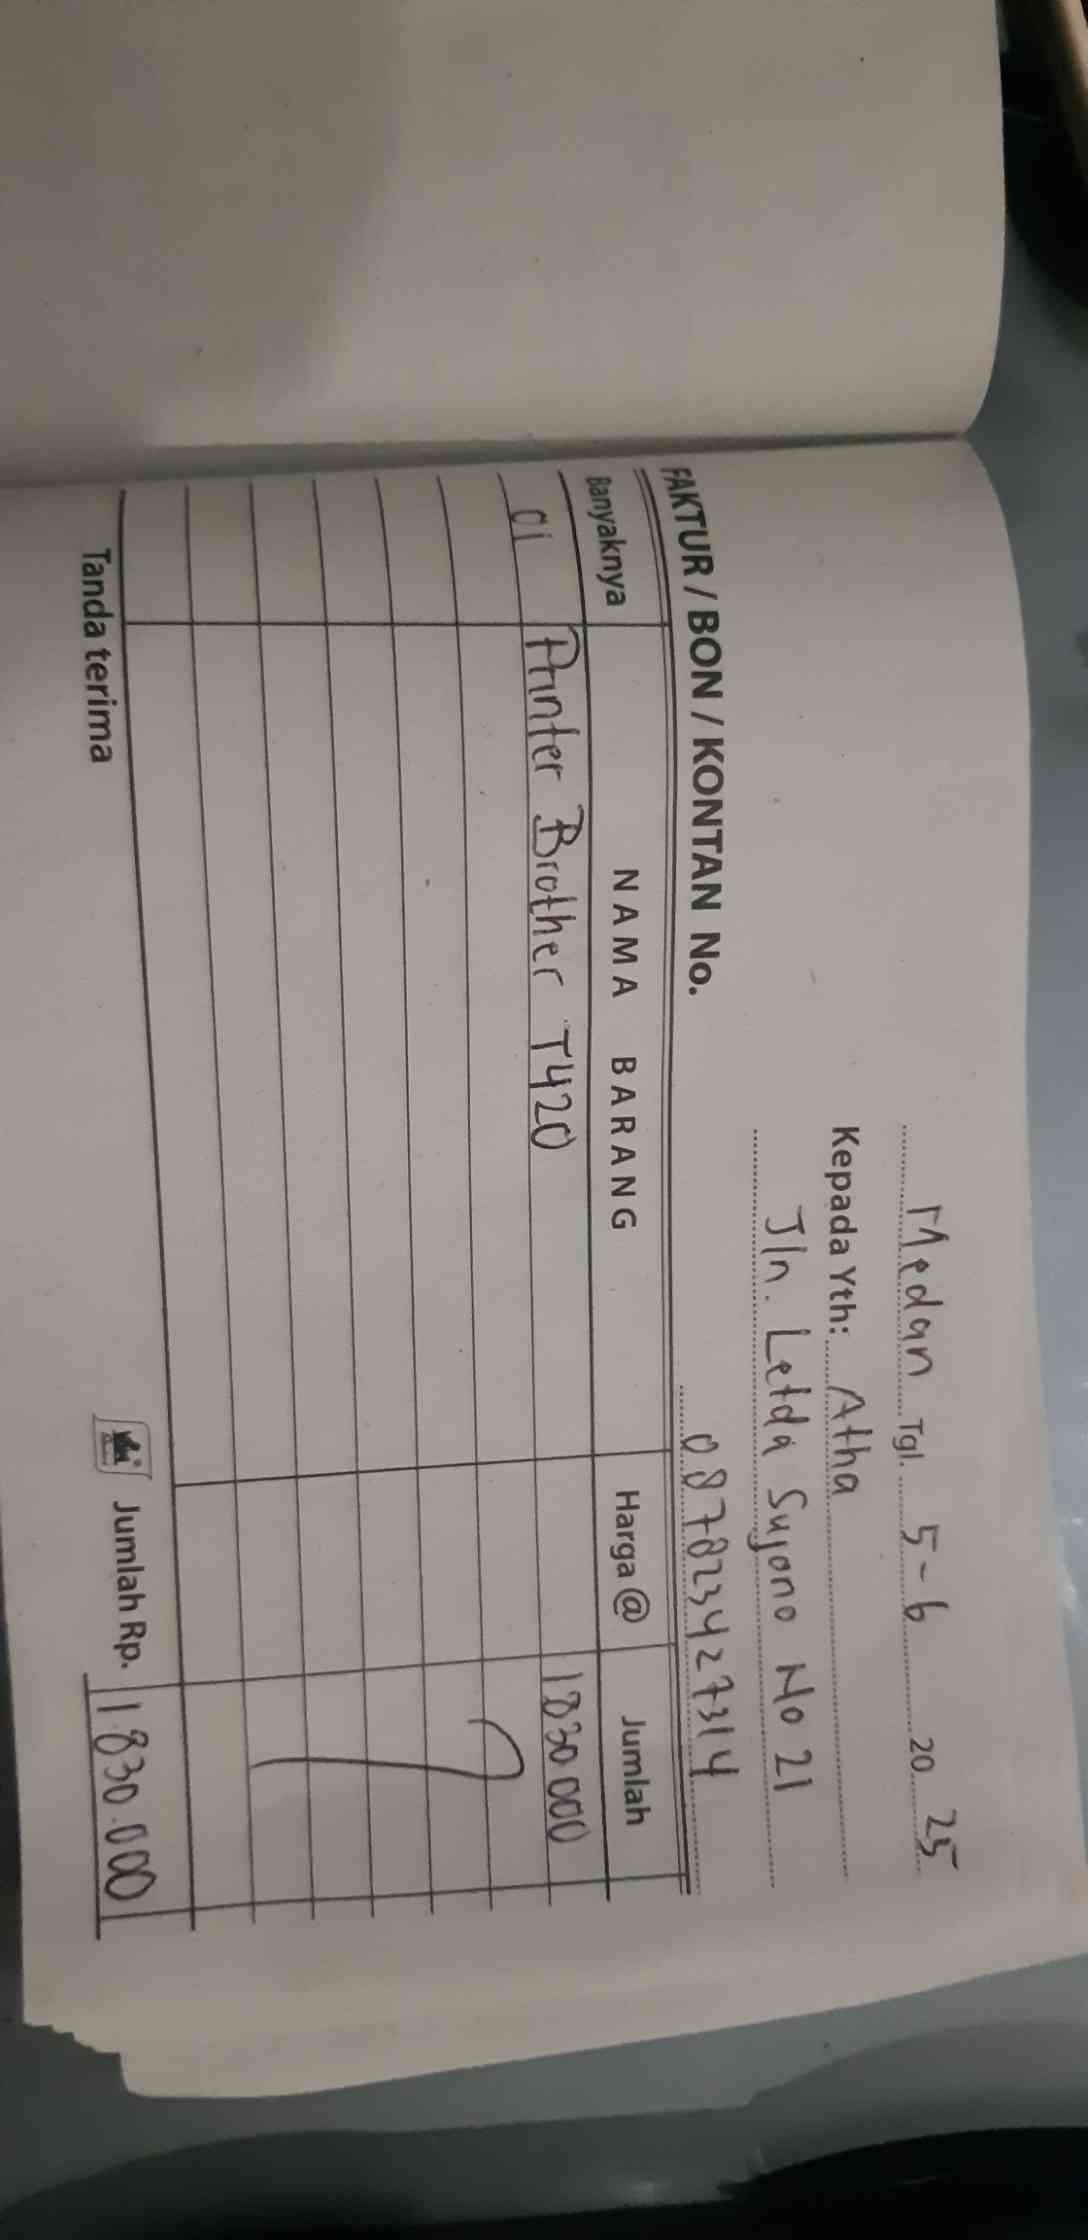 Medan Tgl. 5-6 20 25
Kepada Yth: Atha
Jln. Letda Sujono No 21
087823427314
FAKTUR / BON / KONTAN No.
Banyaknya NAMA BARANG Harga @ Jumlah
01 Printer Brother T420 1830.000
Tanda terima Jumlah Rp. 1.830.000